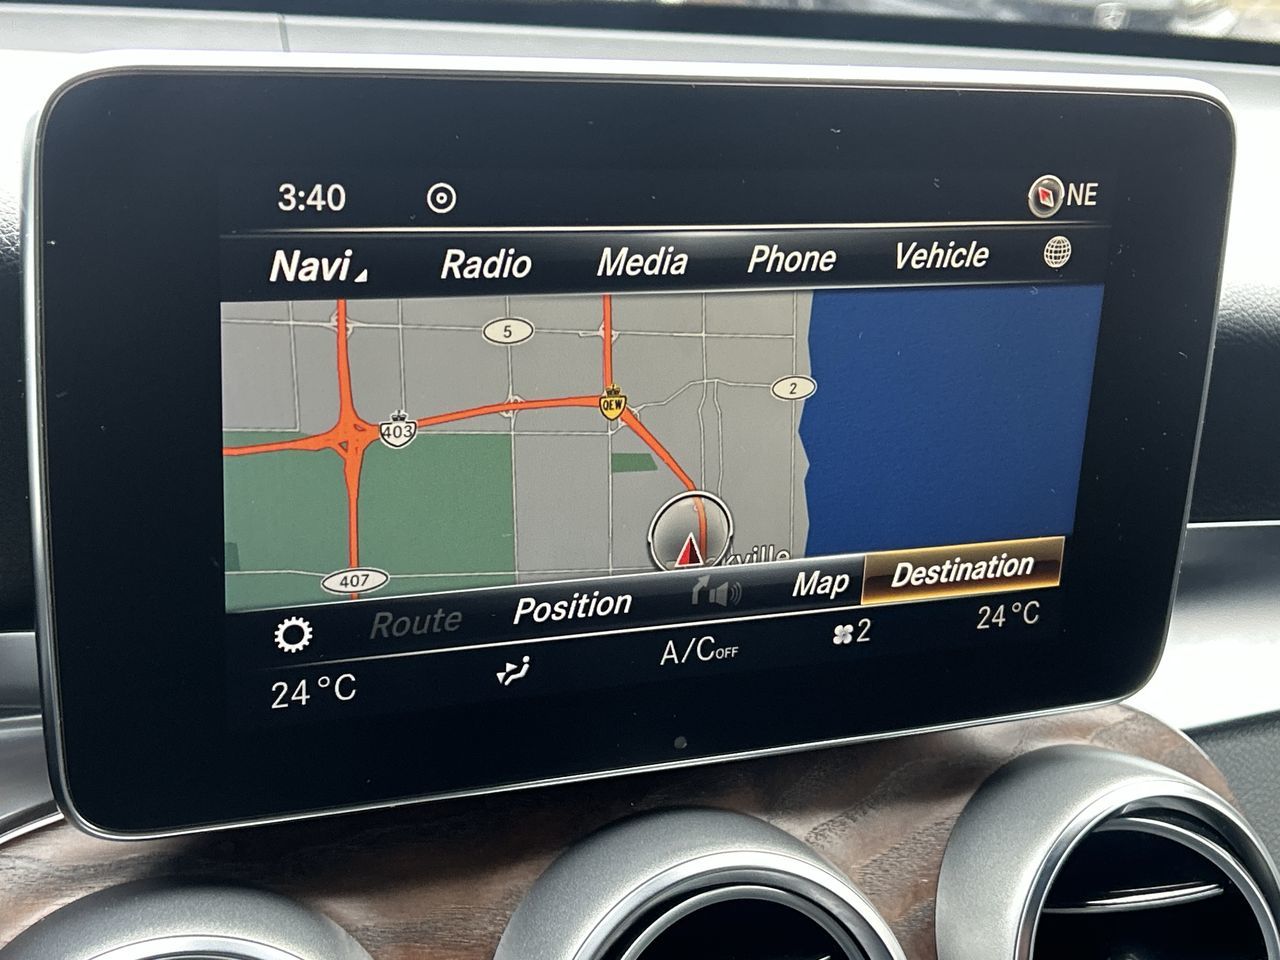 3:40 NE
Navi Radio Media Phone Vehicle
5
2
QEW
403
407
Route Position Map Destination
24°C A/C OFF 2 24°C